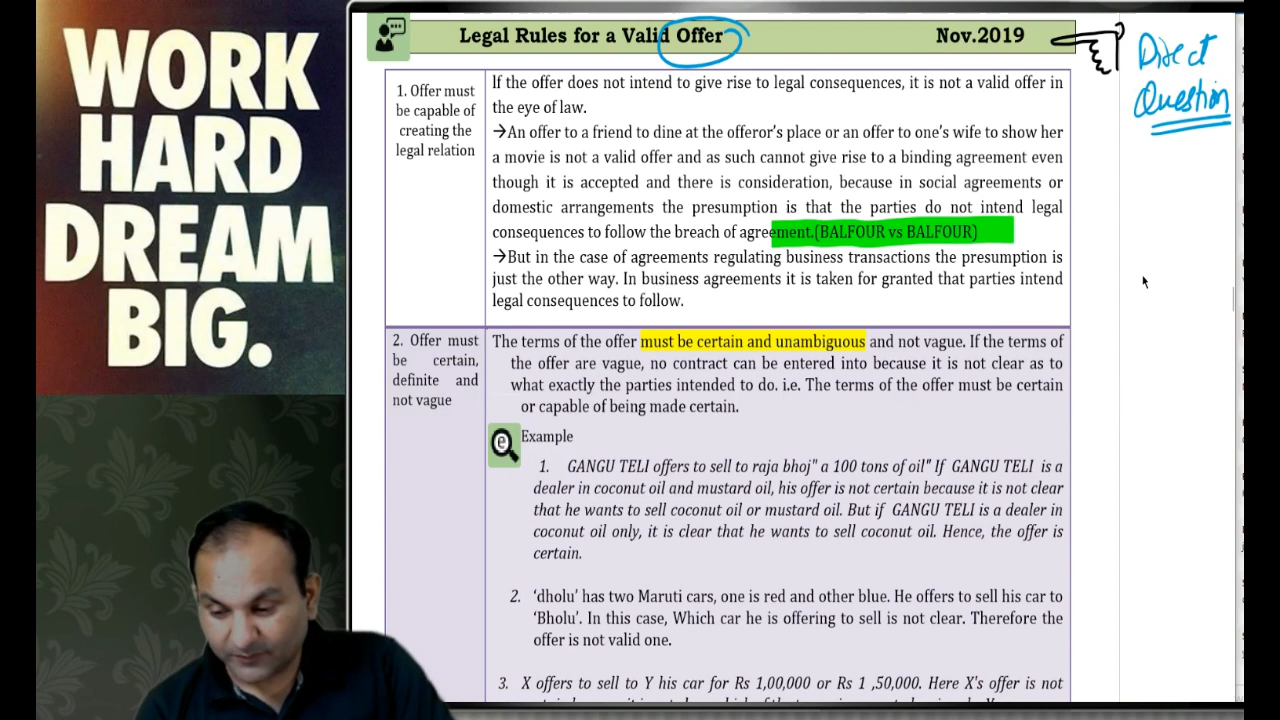 WORK
HARD
DREAM
BIG.
Legal Rules for a Valid Offer Nov.2019
Direct
Question
1. Offer must
be capable of
creating the
legal relation
If the offer does not intend to give rise to legal consequences, it is not a valid offer in
the eye of law.
→An offer to a friend to dine at the offeror's place or an offer to one's wife to show her
a movie is not a valid offer and as such cannot give rise to a binding agreement even
though it is accepted and there is consideration, because in social agreements or
domestic arrangements the presumption is that the parties do not intend legal
consequences to follow the breach of agreement.(BALFOUR vs BALFOUR)
→But in the case of agreements regulating business transactions the presumption is
just the other way. In business agreements it is taken for granted that parties intend
legal consequences to follow.
2. Offer must
be certain,
definite and
not vague
The terms of the offer must be certain and unambiguous and not vague. If the terms of
the offer are vague, no contract can be entered into because it is not clear as to
what exactly the parties intended to do. i.e. The terms of the offer must be certain
or capable of being made certain.
Example
1. GANGU TELI offers to sell to raja bhoj" a 100 tons of oil" If GANGU TELI is a
dealer in coconut oil and mustard oil, his offer is not certain because it is not clear
that he wants to sell coconut oil or mustard oil. But if GANGU TELI is a dealer in
coconut oil only, it is clear that he wants to sell coconut oil. Hence, the offer is
certain.
2. 'dholu' has two Maruti cars, one is red and other blue. He offers to sell his car to
'Bholu'. In this case, Which car he is offering to sell is not clear. Therefore the
offer is not valid one.
3. X offers to sell to Y his car for Rs 1,00,000 or Rs 1 ,50,000. Here X's offer is not